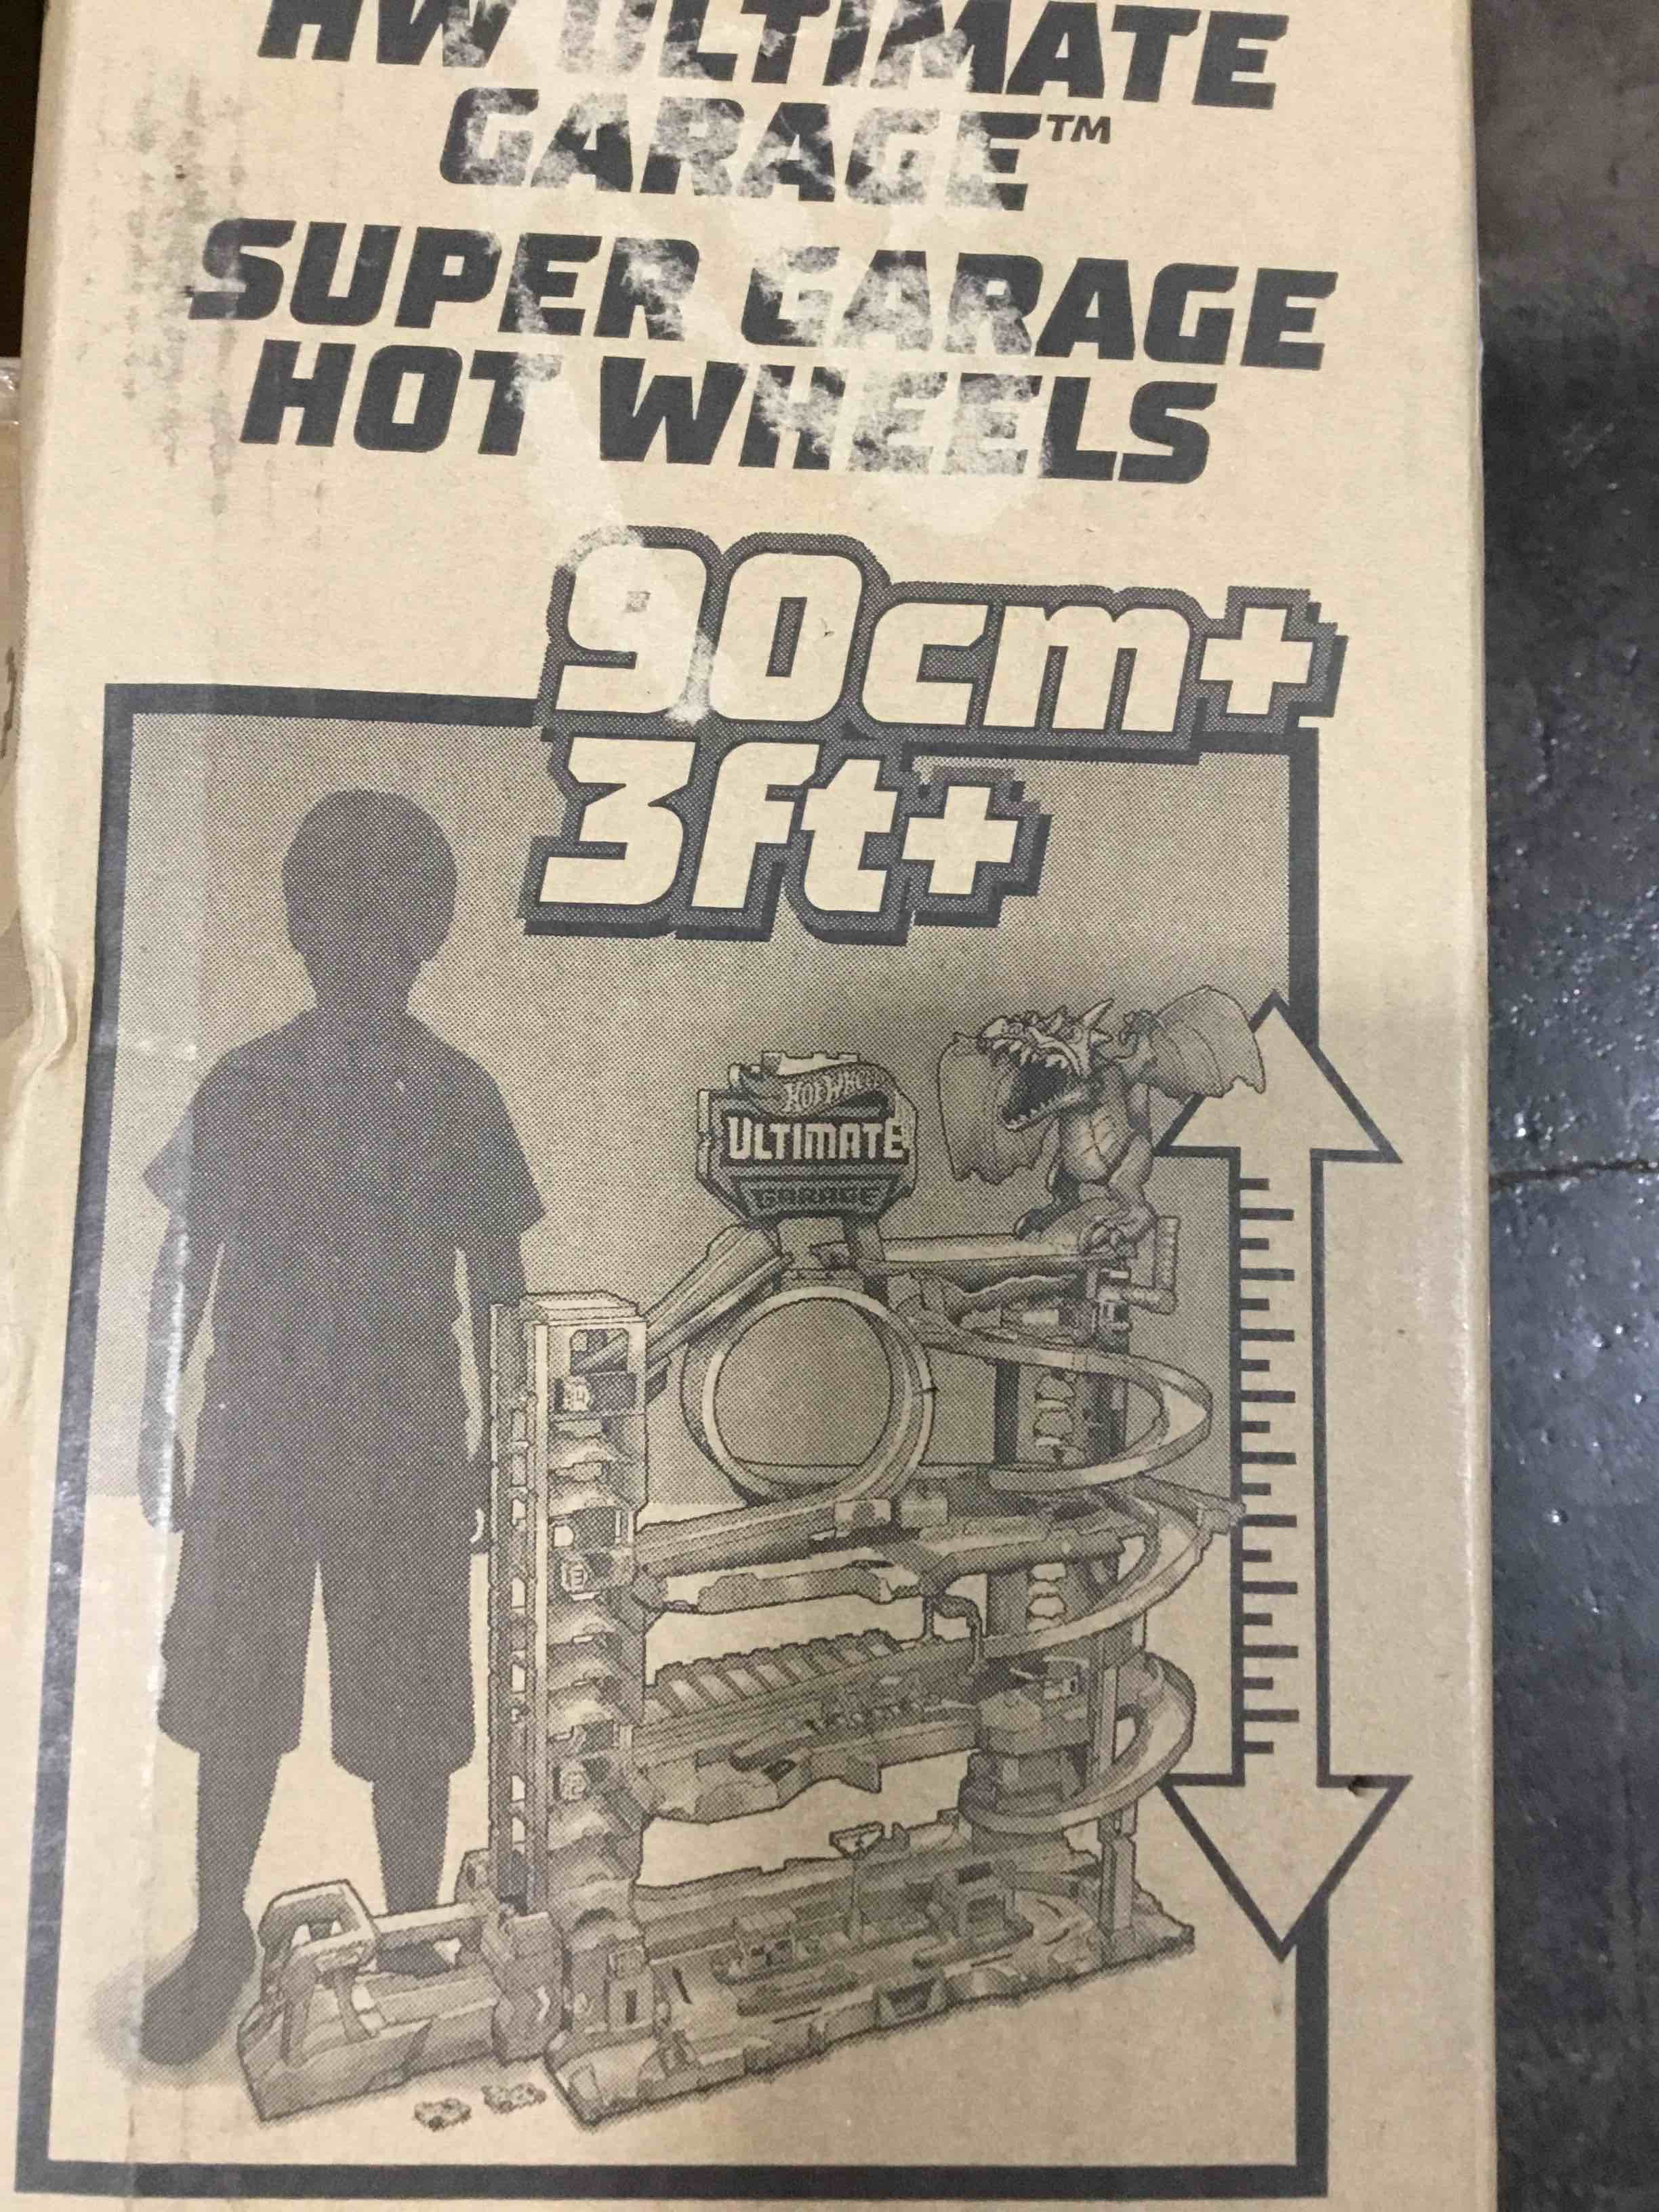 HW ULTIMATE
GARAGE™
SUPER GARAGE
HOT WHEELS
90cm+
3ft+
HOT WHEELS
ULTIMATE
GARAGE